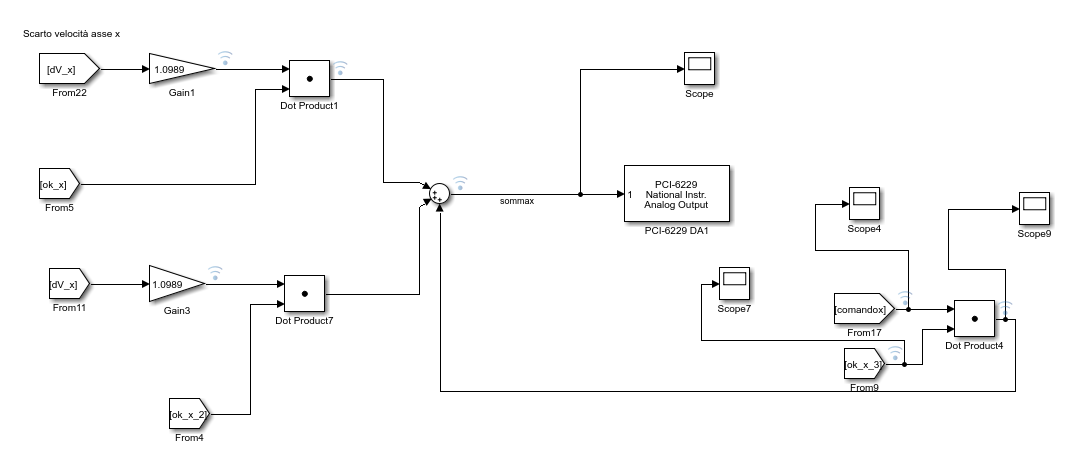 Scarto velocità asse x
[dV_x]
From22
1.0989
Gain1
Dot Product1
Scope
[ok_x]
From5
sommax
1
PCI-6229
National Instr.
Analog Output
PCI-6229 DA1
Scope4
Scope9
[dV_x]
From11
1.0989
Gain3
Dot Product7
Scope7
[comandox]
From17
Dot Product4
[ok_x_3]
From9
[ok_x_2]
From4